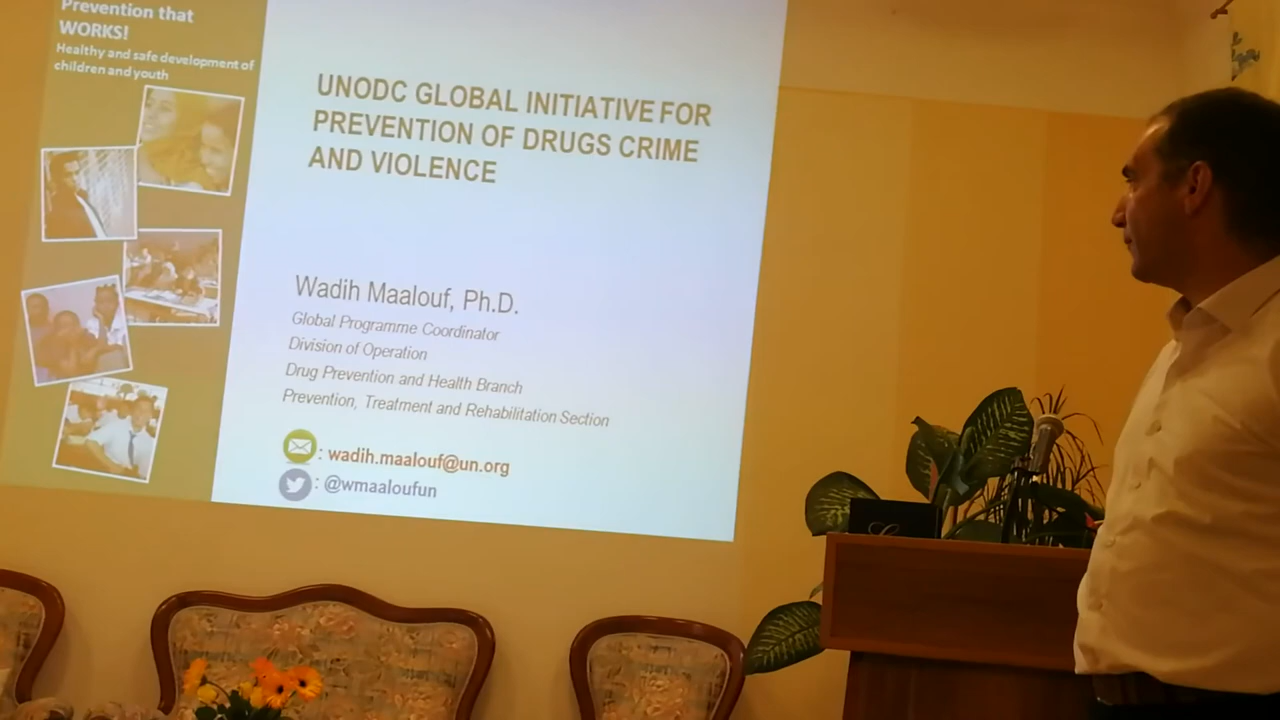 Prevention that
WORKS!
Healthy and safe development of
children and youth
UNODC GLOBAL INITIATIVE FOR
PREVENTION OF DRUGS CRIME
AND VIOLENCE
Wadih Maalouf, Ph.D.
Global Programme Coordinator
Division of Operation
Drug Prevention and Health Branch
Prevention, Treatment and Rehabilitation Section
: wadih.maalouf@un.org
: @wmaaloufun